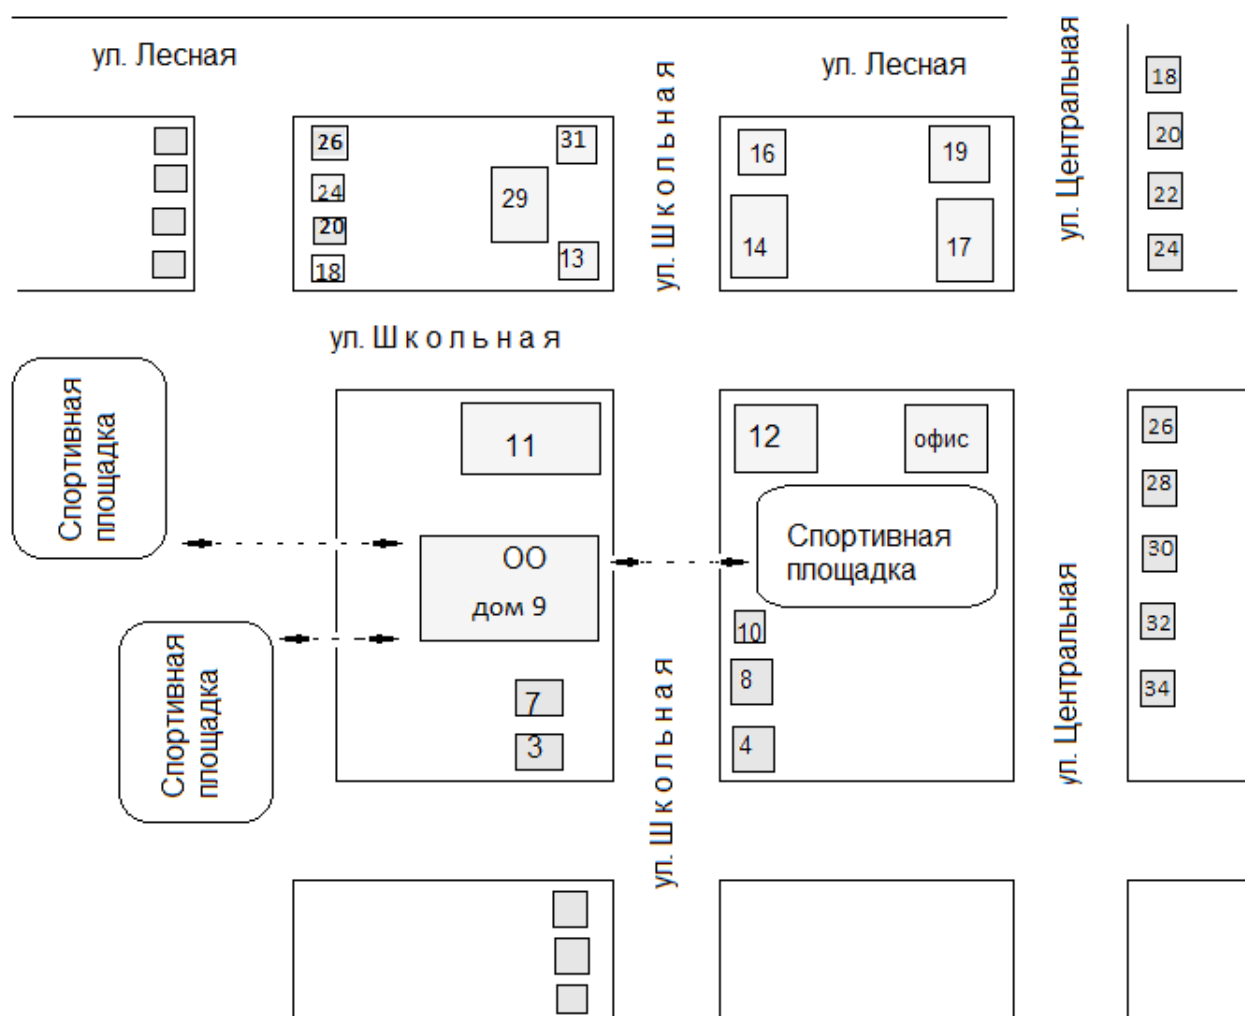 ул. Лесная
ул. Лесная
ул. Школьная
ул. Центральная
26
24
20
18
31
29
13
16
19
14
17
18
20
22
24
ул. Школьная
Спортивная
площадка
11
12
офис
26
28
30
32
34
ОО
дом 9
Спортивная
площадка
Спортивная
площадка
10
8
4
7
3
ул. Школьная
ул. Центральная